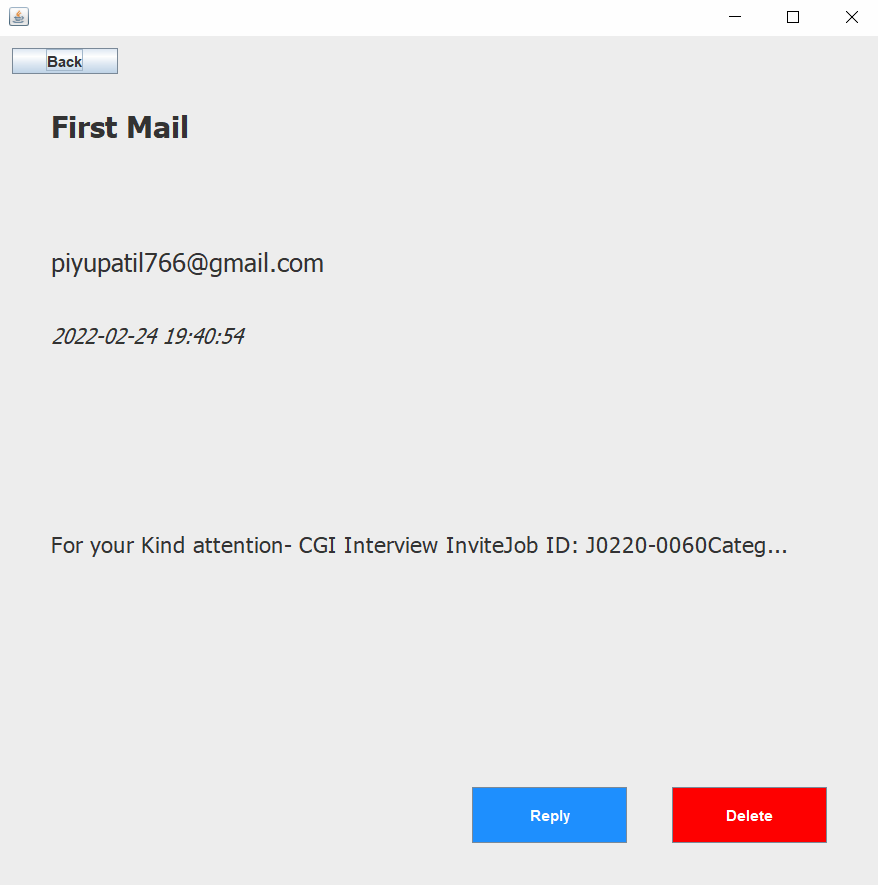 Back
First Mail
piyupatil766@gmail.com
2022-02-24 19:40:54
For your Kind attention- CGI Interview InviteJob ID: J0220-0060Categ...
Reply
Delete